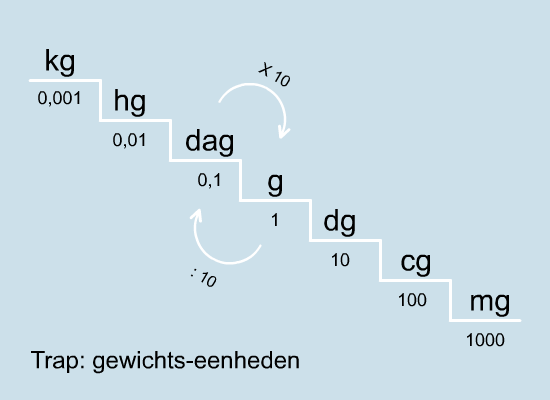 kg
0,001
X 10
hg
0,01
dag
0,1
g
1
: 10
dg
10
cg
100
mg
1000
Trap: gewichts-eenheden